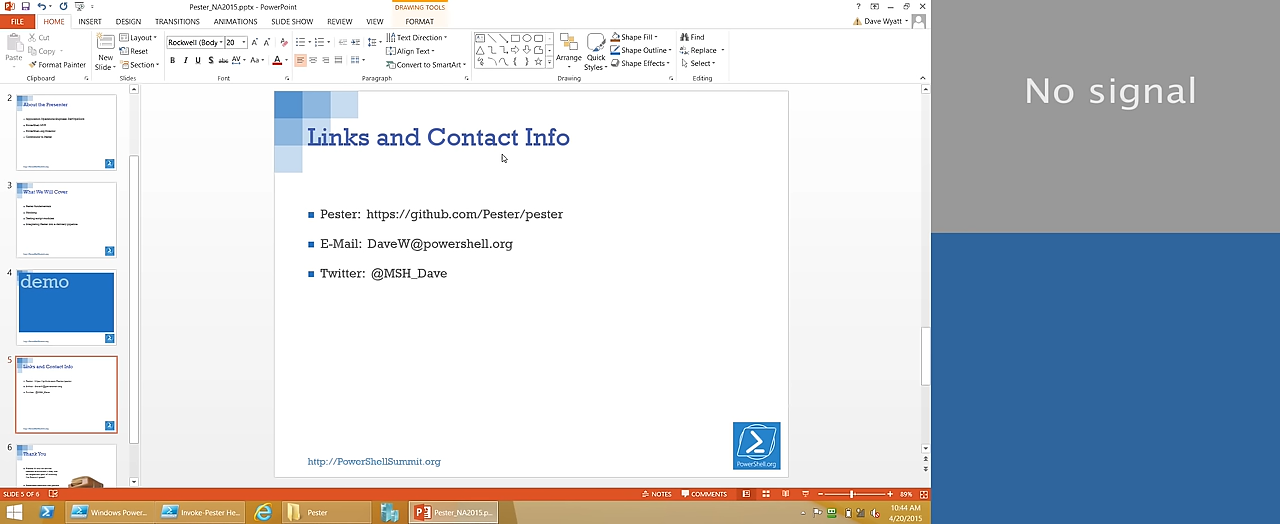 Pester_NA2015.pptx - PowerPoint
DRAWING TOOLS
FILE HOME INSERT DESIGN TRANSITIONS ANIMATIONS SLIDE SHOW REVIEW VIEW FORMAT
Dave Wyatt
Paste
Cut
Copy
Format Painter
Clipboard
New Slide
Layout
Reset
Section
Slides
Rockwell (Body 20
Font
Text Direction
Align Text
Convert to SmartArt
Paragraph
Arrange
Quick Styles
Shape Fill
Shape Outline
Shape Effects
Drawing
Find
Replace
Select
Editing
2
About the Presenter
3
What We Will Cover
4
demo
5
Links and Contact Info
6
Thank You
Links and Contact Info
Pester: https://github.com/Pester/pester
E-Mail: DaveW@powershell.org
Twitter: @MSH_Dave
http://PowerShellSummit.org
PowerShell.org
No signal
SLIDE 5 OF 6
NOTES
COMMENTS
89%
Windows Power...
Invoke-Pester He...
Pester
Pester_NA2015.p...
10:44 AM
4/20/2015